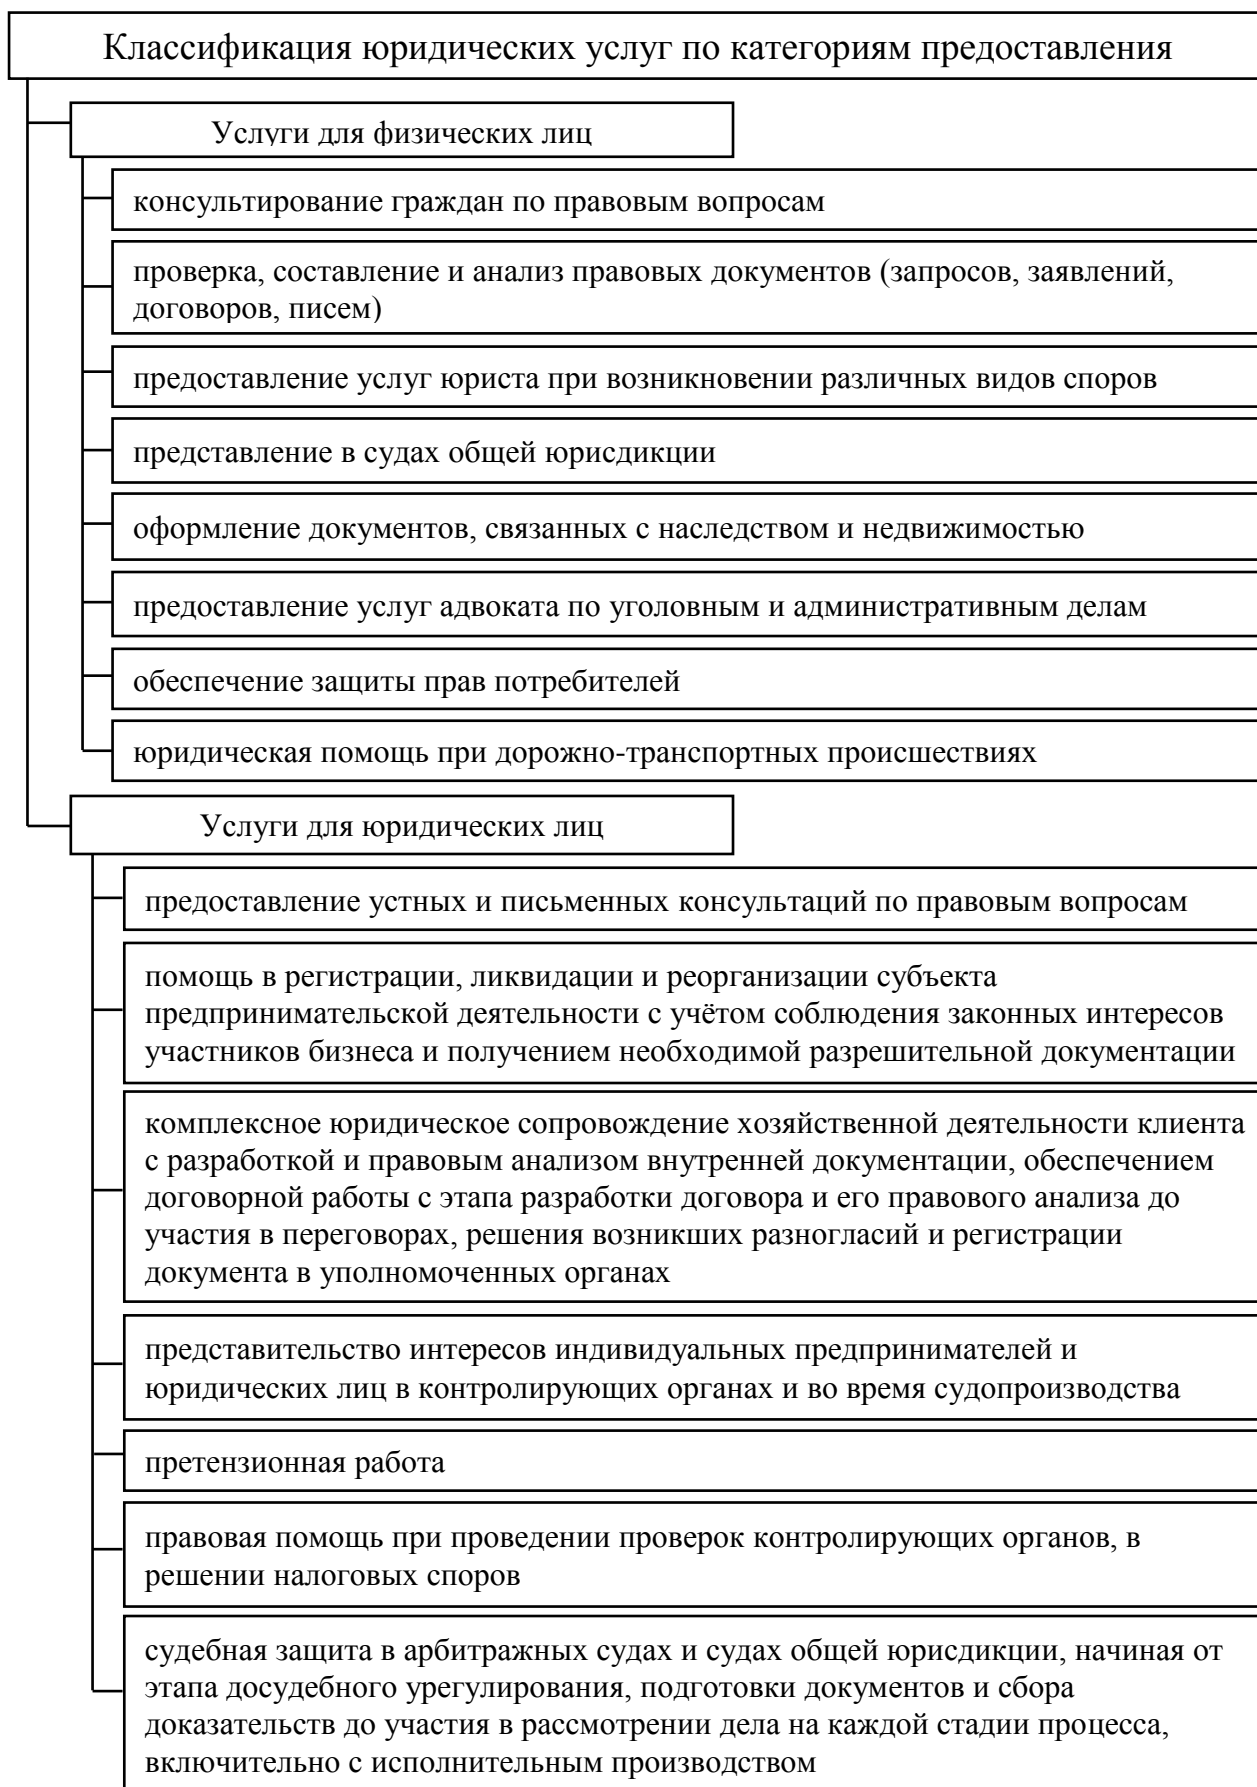 Классификация юридических услуг по категориям предоставления
Услуги для физических лиц
консультирование граждан по правовым вопросам
проверка, составление и анализ правовых документов (запросов, заявлений,
договоров, писем)
предоставление услуг юриста при возникновении различных видов споров
представление в судах общей юрисдикции
оформление документов, связанных с наследством и недвижимостью
предоставление услуг адвоката по уголовным и административным делам
обеспечение защиты прав потребителей
юридическая помощь при дорожно-транспортных происшествиях
Услуги для юридических лиц
предоставление устных и письменных консультаций по правовым вопросам
помощь в регистрации, ликвидации и реорганизации субъекта
предпринимательской деятельности с учётом соблюдения законных интересов
участников бизнеса и получением необходимой разрешительной документации
комплексное юридическое сопровождение хозяйственной деятельности клиента
с разработкой и правовым анализом внутренней документации, обеспечением
договорной работы с этапа разработки договора и его правового анализа до
участия в переговорах, решения возникших разногласий и регистрации
документа в уполномоченных органах
представительство интересов индивидуальных предпринимателей и
юридических лиц в контролирующих органах и во время судопроизводства
претензионная работа
правовая помощь при проведении проверок контролирующих органов, в
решении налоговых споров
судебная защита в арбитражных судах и судах общей юрисдикции, начиная от
этапа досудебного урегулирования, подготовки документов и сбора
доказательств до участия в рассмотрении дела на каждой стадии процесса,
включительно с исполнительным производством